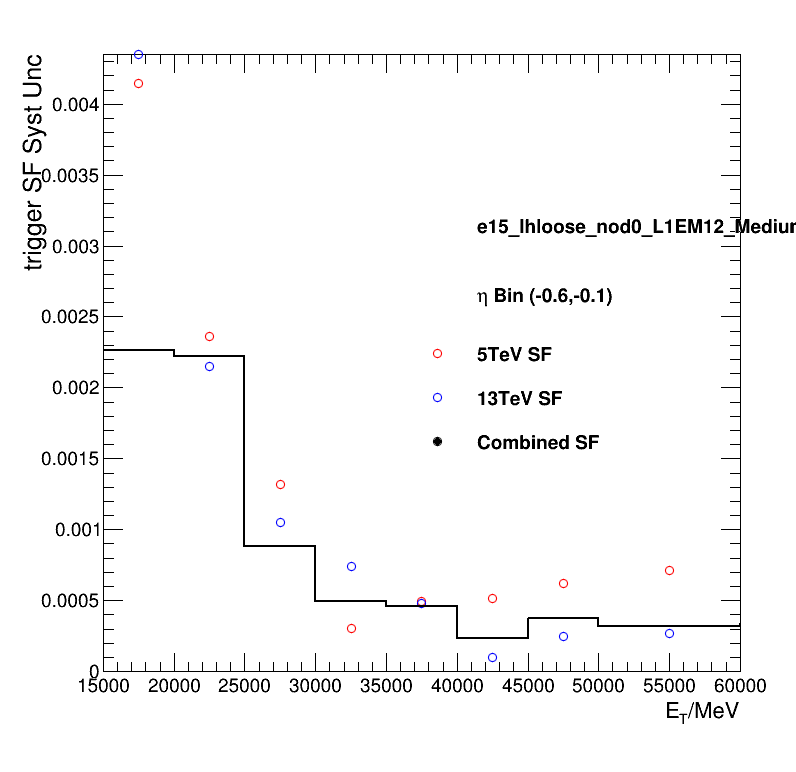 trigger SF Syst Unc
0.004
0.0035
0.003
0.0025
0.002
0.0015
0.001
0.0005
0
e15_lhloose_nod0_L1EM12_Medium
η Bin (-0.6,-0.1)
5TeV SF
13TeV SF
Combined SF
15000 20000 25000 30000 35000 40000 45000 50000 55000 60000
E_T/MeV